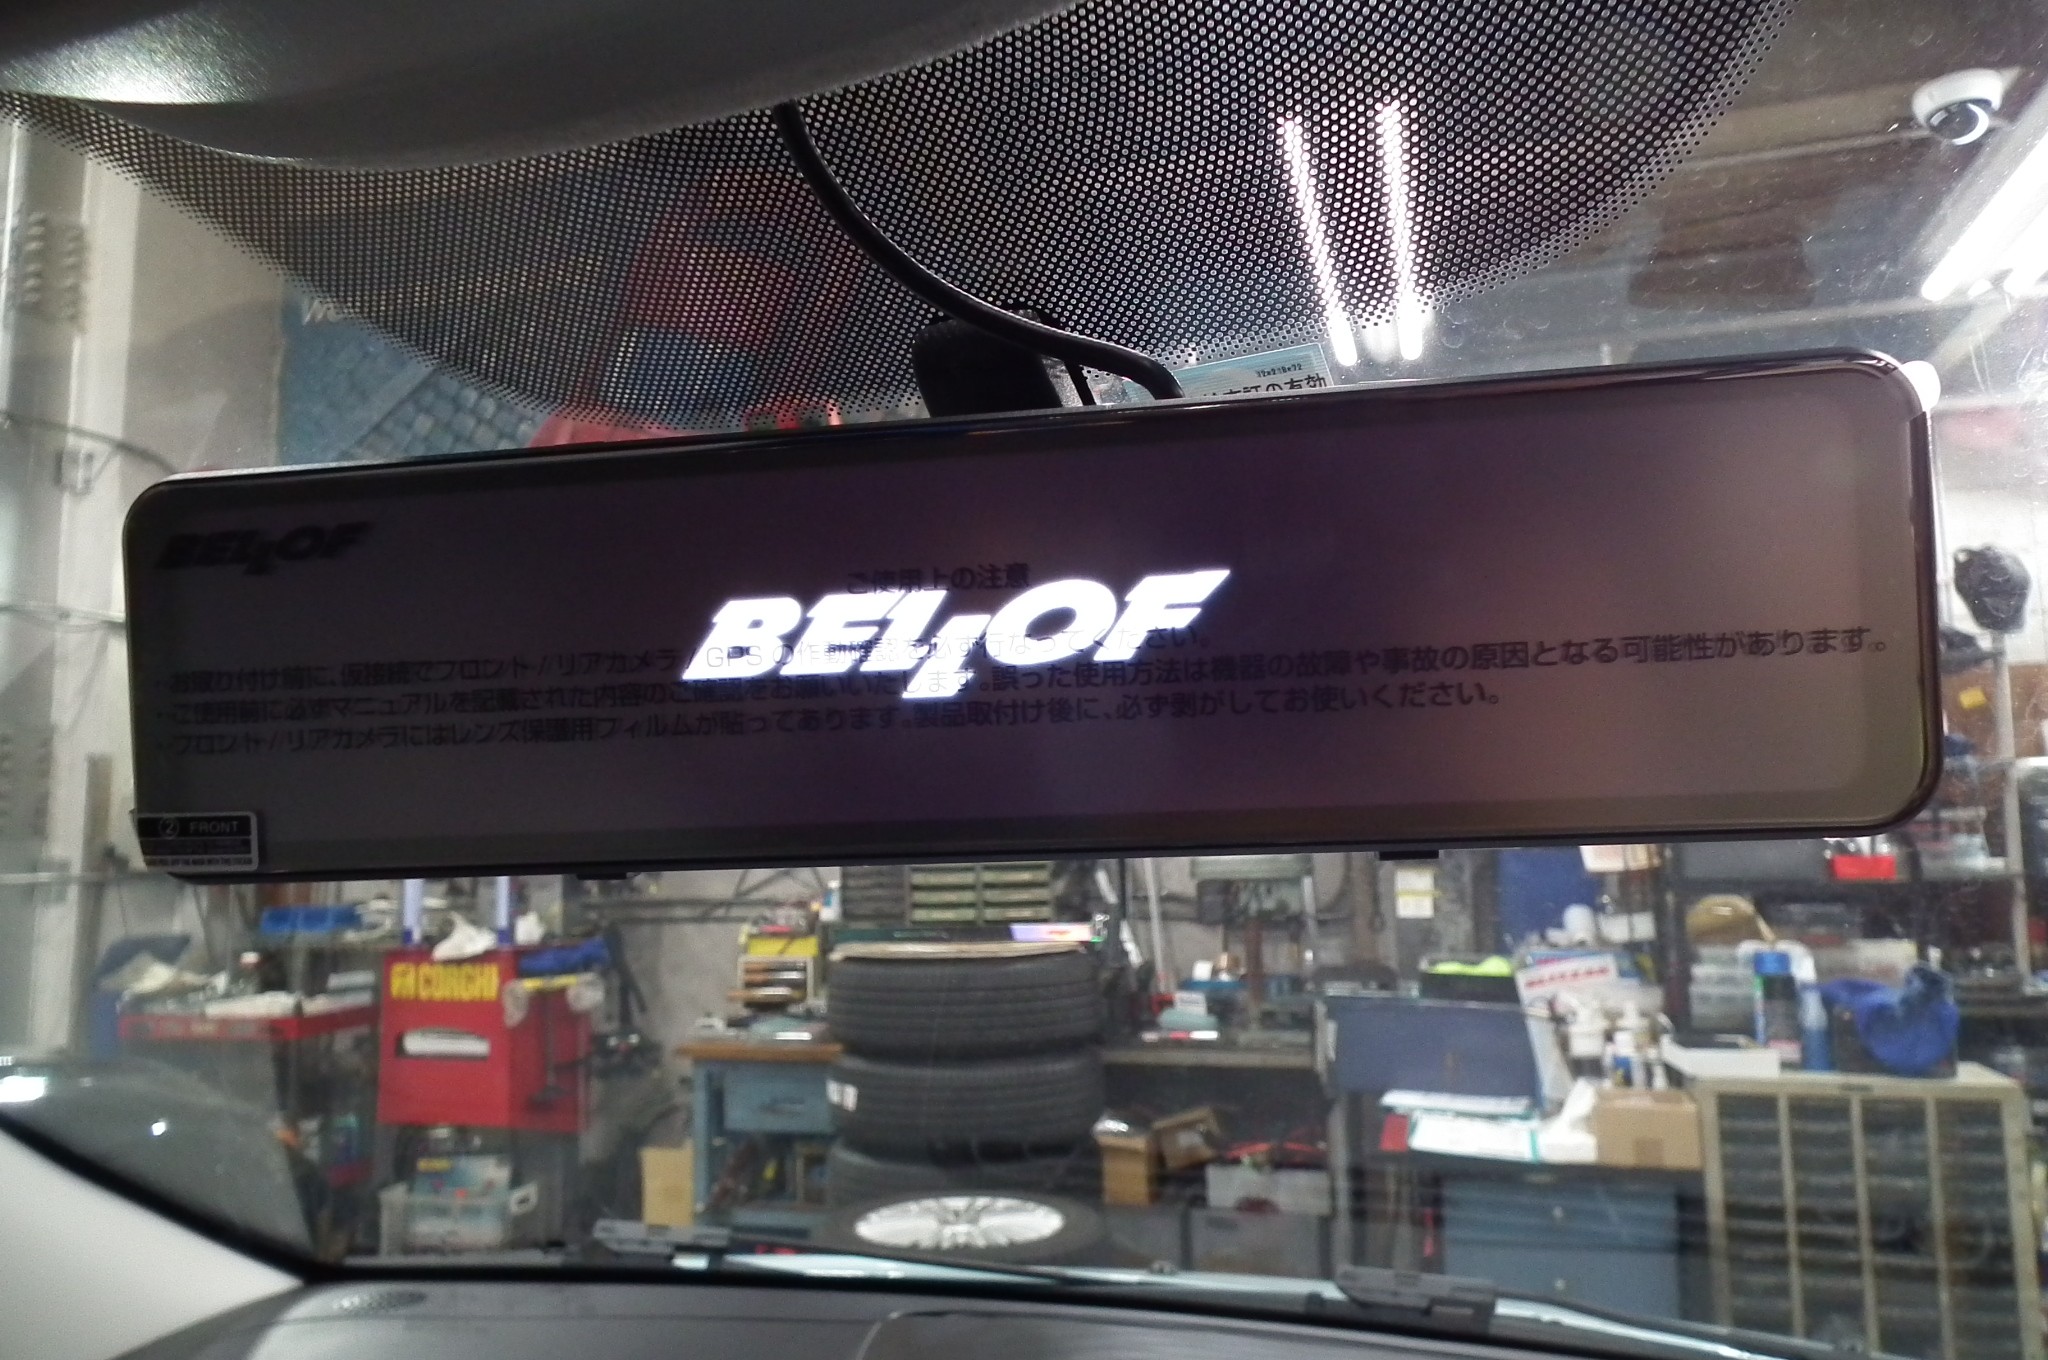 BELLOF
ご使用上の注意
BELLOF
・お取り付け前に、仮接続でフロント//リアカメラ / GPS の作動確認を必ず行なってください。
・ご使用前に必ずマニュアルを記載された内容のご確認をお願いいたします。誤った使用方法は機器の故障や事故の原因となる可能性があります。
・フロント//リアカメラにはレンズ保護用フィルムが貼ってあります。製品取付け後に、必ず剥がしてお使いください。
② FRONT
CORGHI
の有効